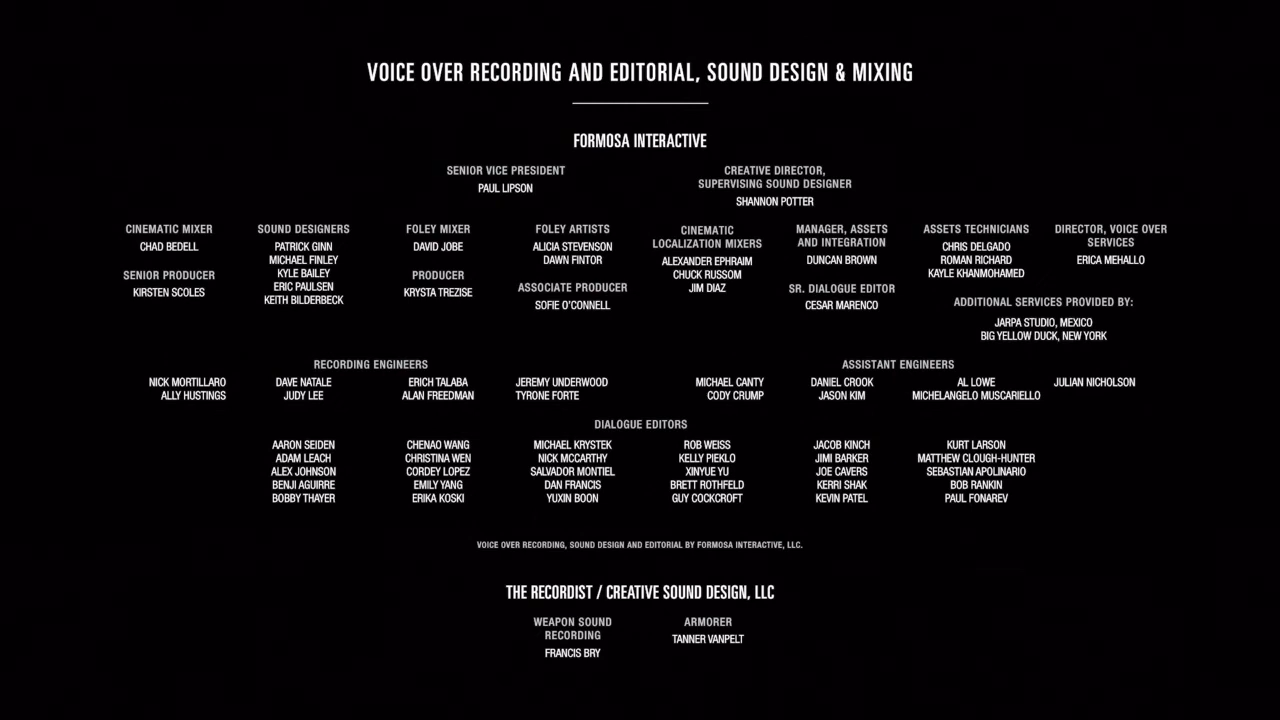 VOICE OVER RECORDING AND EDITORIAL, SOUND DESIGN & MIXING
FORMOSA INTERACTIVE
SENIOR VICE PRESIDENT
PAUL LIPSON
CREATIVE DIRECTOR,
SUPERVISING SOUND DESIGNER
SHANNON POTTER
CINEMATIC MIXER
CHAD BEDELL
SENIOR PRODUCER
KIRSTEN SCOLES
SOUND DESIGNERS
PATRICK GINN
MICHAEL FINLEY
KYLE BAILEY
ERIC PAULSEN
KEITH BILDERBECK
FOLEY MIXER
DAVID JOBE
PRODUCER
KRYSTA TREZISE
FOLEY ARTISTS
ALICIA STEVENSON
DAWN FINTOR
ASSOCIATE PRODUCER
SOFIE O'CONNELL
CINEMATIC
LOCALIZATION MIXERS
ALEXANDER EPHRAIM
CHUCK RUSSOM
JIM DIAZ
MANAGER, ASSETS
AND INTEGRATION
DUNCAN BROWN
SR. DIALOGUE EDITOR
CESAR MARENCO
ASSETS TECHNICIANS
CHRIS DELGADO
ROMAN RICHARD
KAYLE KHANMOHAMED
DIRECTOR, VOICE OVER
SERVICES
ERICA MEHALLO
ADDITIONAL SERVICES PROVIDED BY:
JARPA STUDIO, MEXICO
BIG YELLOW DUCK, NEW YORK
RECORDING ENGINEERS
NICK MORTILLARO
ALLY HUSTINGS
DAVE NATALE
JUDY LEE
ERICH TALABA
ALAN FREEDMAN
JEREMY UNDERWOOD
TYRONE FORTE
ASSISTANT ENGINEERS
MICHAEL CANTY
CODY CRUMP
DANIEL CROOK
JASON KIM
AL LOWE
MICHELANGELO MUSCARIELLO
JULIAN NICHOLSON
DIALOGUE EDITORS
AARON SEIDEN
ADAM LEACH
ALEX JOHNSON
BENJI AGUIRRE
BOBBY THAYER
CHENAO WANG
CHRISTINA WEN
CORDEY LOPEZ
EMILY YANG
ERIKA KOSKI
MICHAEL KRYSTEK
NICK MCCARTHY
SALVADOR MONTIEL
DAN FRANCIS
YUXIN BOON
ROB WEISS
KELLY PIEKLO
XINYUE YU
BRETT ROTHFELD
GUY COCKCROFT
JACOB KINCH
JIMI BARKER
JOE CAVERS
KERRI SHAK
KEVIN PATEL
KURT LARSON
MATTHEW CLOUGH-HUNTER
SEBASTIAN APOLINARIO
BOB RANKIN
PAUL FONAREV
VOICE OVER RECORDING, SOUND DESIGN AND EDITORIAL BY FORMOSA INTERACTIVE, LLC.
THE RECORDIST / CREATIVE SOUND DESIGN, LLC
WEAPON SOUND
RECORDING
FRANCIS BRY
ARMORER
TANNER VANPELT